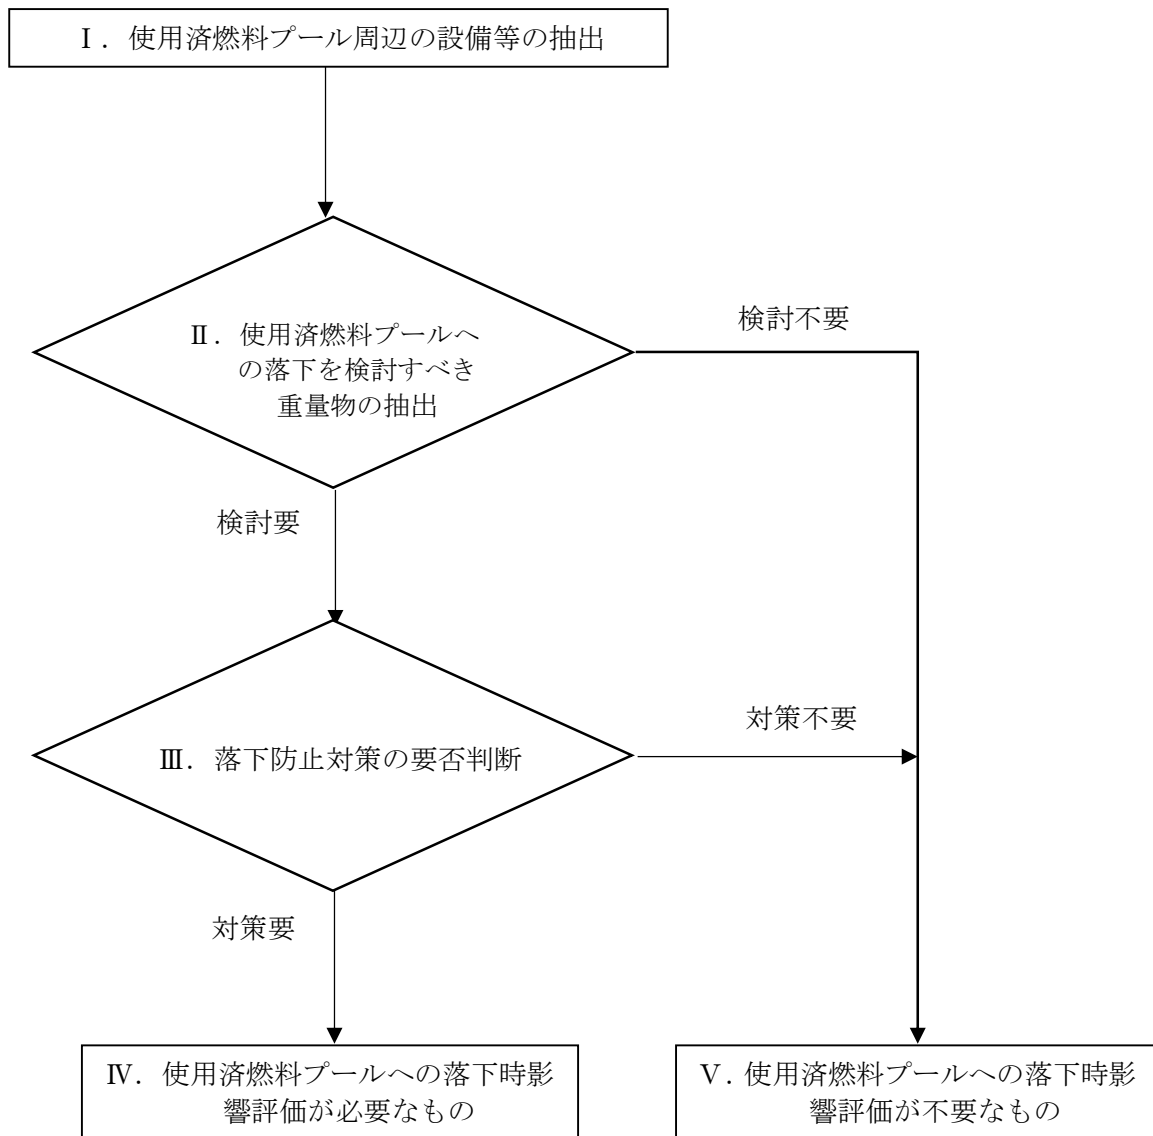 Ⅰ．使用済燃料プール周辺の設備等の抽出
Ⅱ．使用済燃料プールへ
の落下を検討すべき
重量物の抽出
検討不要
検討要
Ⅲ．落下防止対策の要否判断
対策不要
対策要
Ⅳ．使用済燃料プールへの落下時影
響評価が必要なもの
Ⅴ．使用済燃料プールへの落下時影
響評価が不要なもの